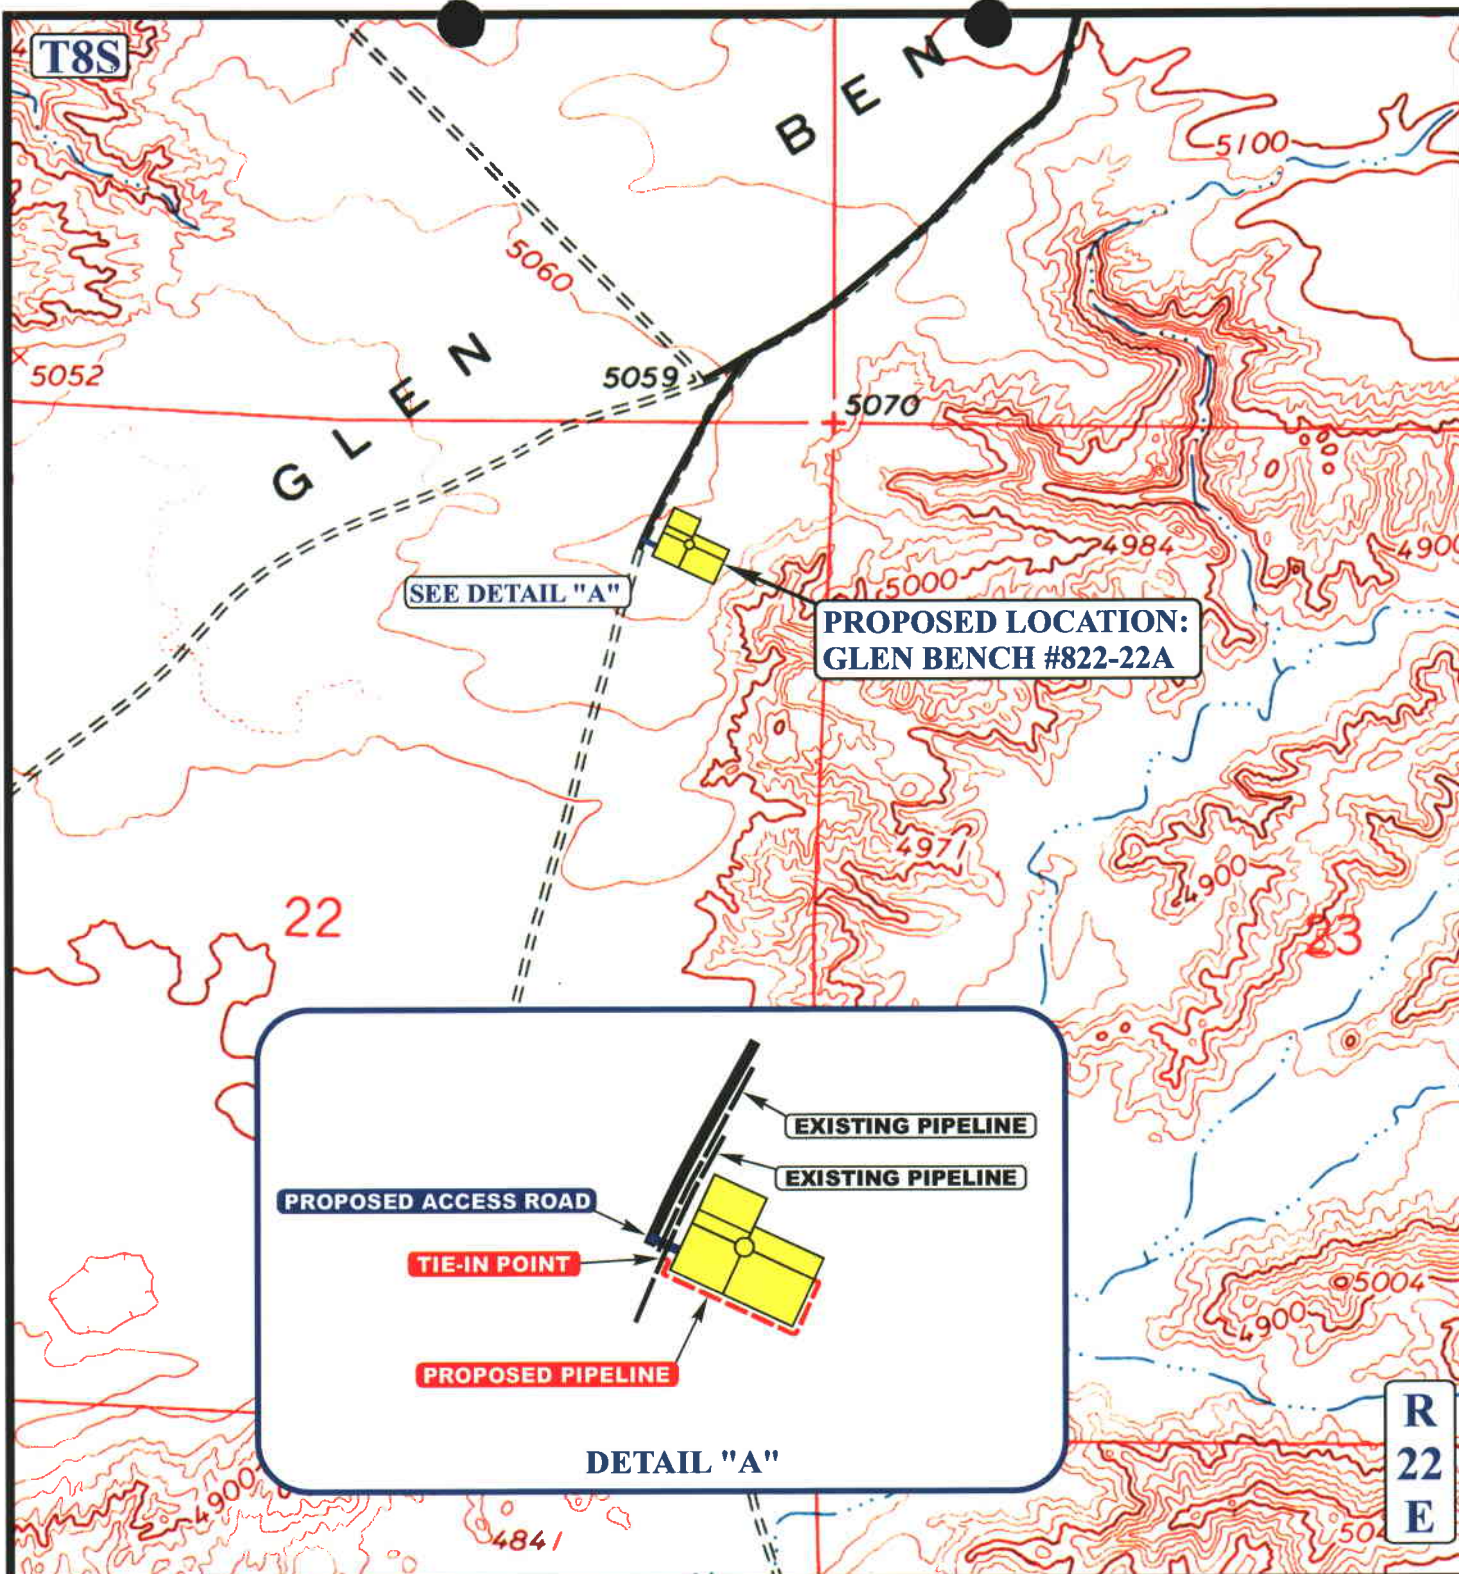 T8S
BEN
5100
5060
GLEN
5052
5059
5070
4984
4900
5000
SEE DETAIL "A"
PROPOSED LOCATION:
GLEN BENCH #822-22A
4971
4900
22
23
EXISTING PIPELINE
EXISTING PIPELINE
PROPOSED ACCESS ROAD
TIE-IN POINT
5004
4900
PROPOSED PIPELINE
R
22
E
DETAIL "A"
4900
4841